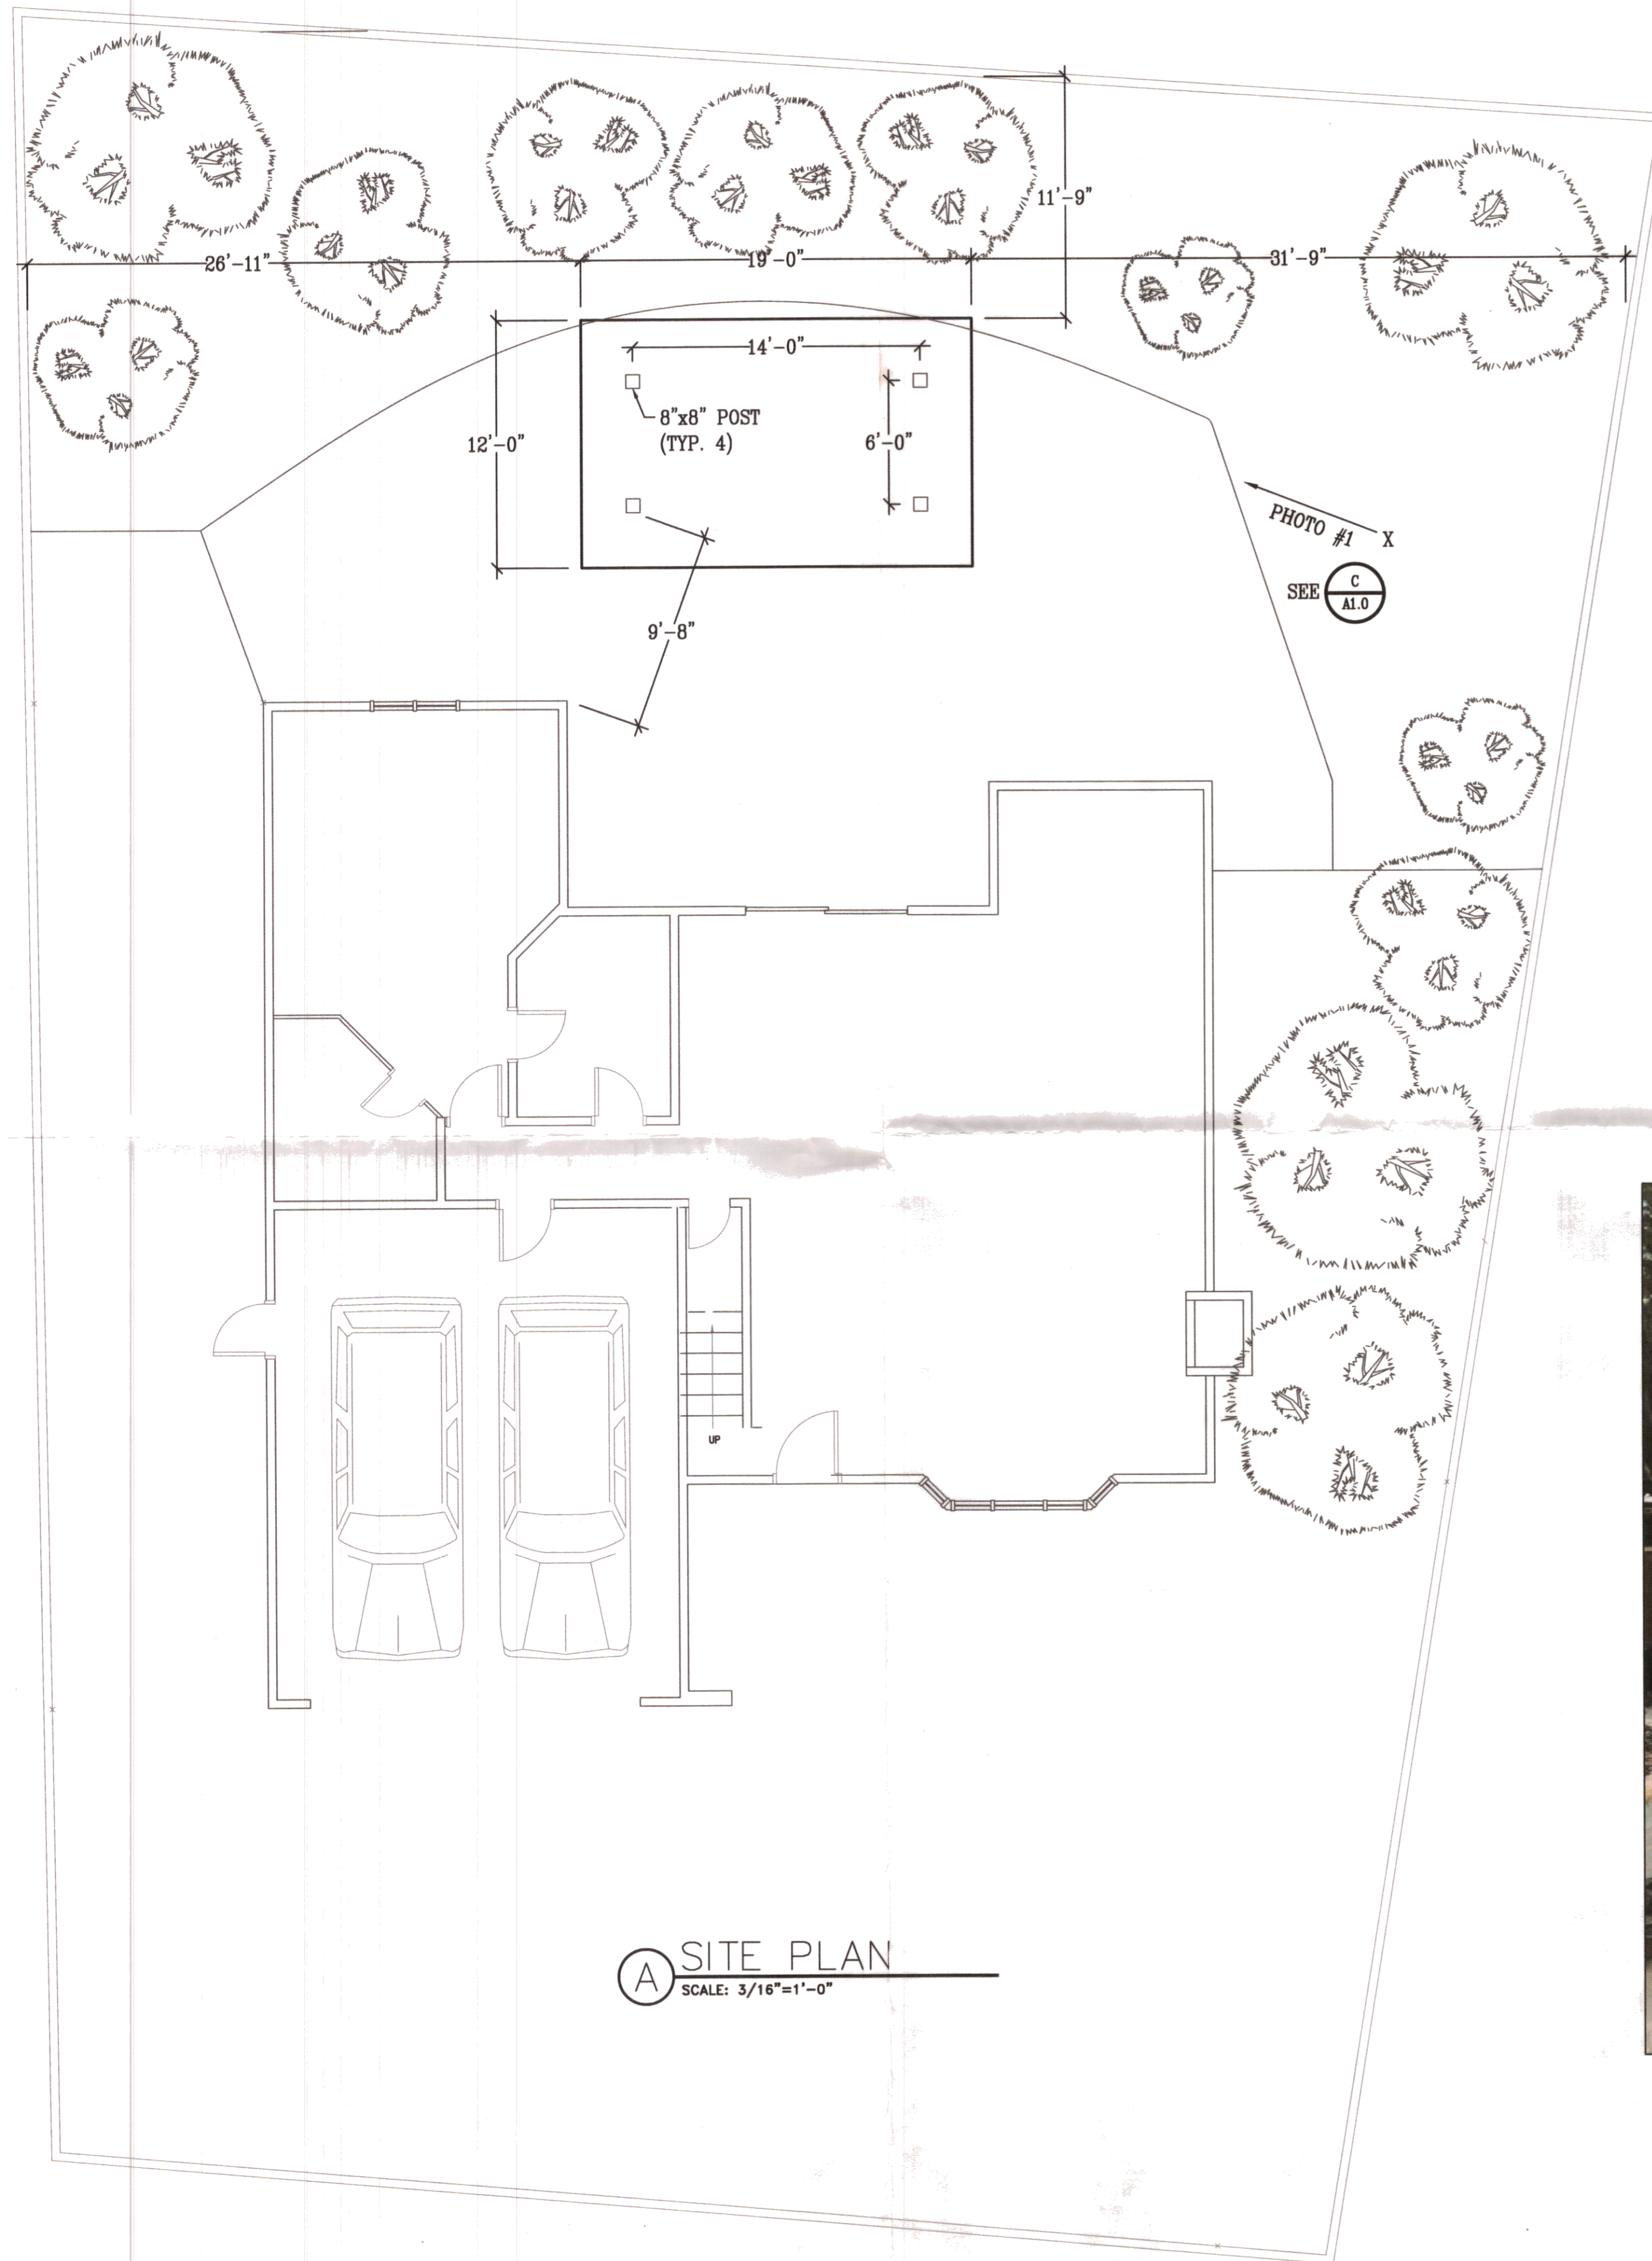 11'-9"
26'-11"
19'-0"
31'-9"
14'-0"
8"x8" POST
(TYP. 4)
12'-0"
6'-0"
PHOTO #1 X
SEE C
A1.0
9'-8"
UP
A SITE PLAN
SCALE: 3/16"=1'-0"